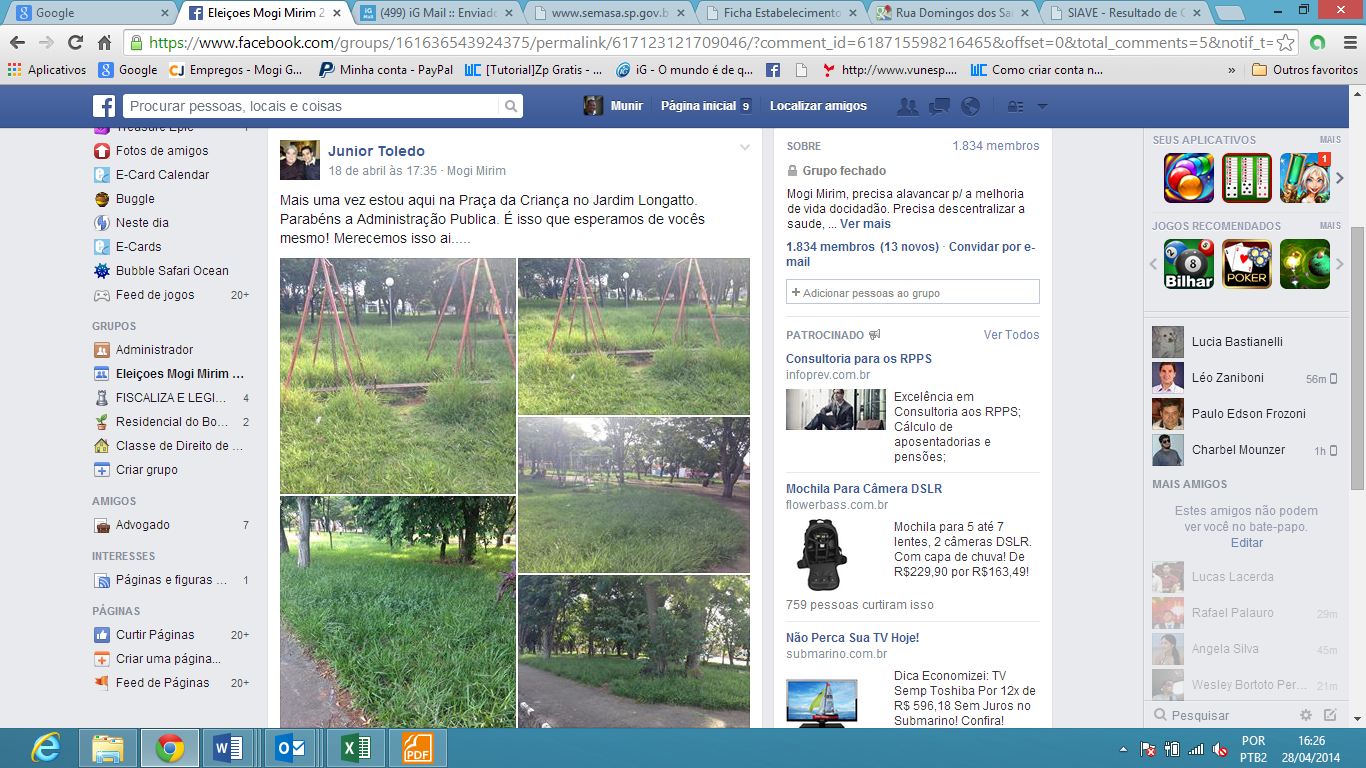 Google
Eleiçoes Mogi Mirim 2
(499) iG Mail :: Enviade
www.semasa.sp.gov.b
Ficha Estabelecimento
Rua Domingos dos Sa
SIAVE - Resultado de C
https://www.facebook.com/groups/161636543924375/permalink/617123121709046/?comment_id=618715598216465&offset=0&total_comments=5&notif_t=
Aplicativos
Google
Empregos - Mogi G...
Minha conta - PayPal
[Tutorial]Zp Gratis - ...
iG - O mundo é de q...
http://www.vunesp....
Como criar conta n...
»
Outros favoritos
Procurar pessoas, locais e coisas
Munir
Página inicial 9
Localizar amigos
Treasure Epic 1
Fotos de amigos
E-Card Calendar
Buggle
Neste dia
E-Cards
Bubble Safari Ocean
Feed de jogos 20+
GRUPOS
Administrador
Eleiçoes Mogi Mirim ...
FISCALIZA E LEGI... 4
Residencial do Bo... 2
Classe de Direito de ...
Criar grupo
AMIGOS
Advogado 7
INTERESSES
Páginas e figuras ... 1
PÁGINAS
Curtir Páginas 20+
Criar uma página...
Feed de Páginas 20+
Junior Toledo
18 de abril às 17:35 · Mogi Mirim
Mais uma vez estou aqui na Praça da Criança no Jardim Longatto.
Parabéns a Administração Publica. É isso que esperamos de vocês
mesmo! Merecemos isso ai.....
SOBRE 1.834 membros
Grupo fechado
Mogi Mirim, precisa alavancar p/ a melhoria
de vida docidadão. Precisa descentralizar a
saude, ... Ver mais
1.834 membros (13 novos) · Convidar por e-
mail
+ Adicionar pessoas ao grupo
PATROCINADO Ver Todos
Consultoria para os RPPS
infoprev.com.br
Excelência em
Consultoria aos RPPS;
Cálculo de
aposentadorias e
pensões;
Mochila Para Câmera DSLR
flowerbass.com.br
Mochila para 5 até 7
lentes, 2 câmeras DSLR.
Com capa de chuva! De
R$229,90 por R$163,49!
759 pessoas curtiram isso
Não Perca Sua TV Hoje!
submarino.com.br
Dica Economizei: TV
Semp Toshiba Por 12x de
R$ 596,18 Sem Juros no
Submarino! Confira!
SEUS APLICATIVOS MAIS
1
JOGOS RECOMENDADOS MAIS
8
Bilhar
POKER
Lucia Bastianelli
Léo Zaniboni 56m
Paulo Edson Frozoni
Charbel Mounzer 1h
MAIS AMIGOS
Estes amigos não podem
ver você no bate-papo.
Editar
Lucas Lacerda
Rafael Palauro 29m
Angela Silva 45m
Wesley Bortoto Per... 21m
Pesquisar
PDF
POR
PTB2
16:26
28/04/2014